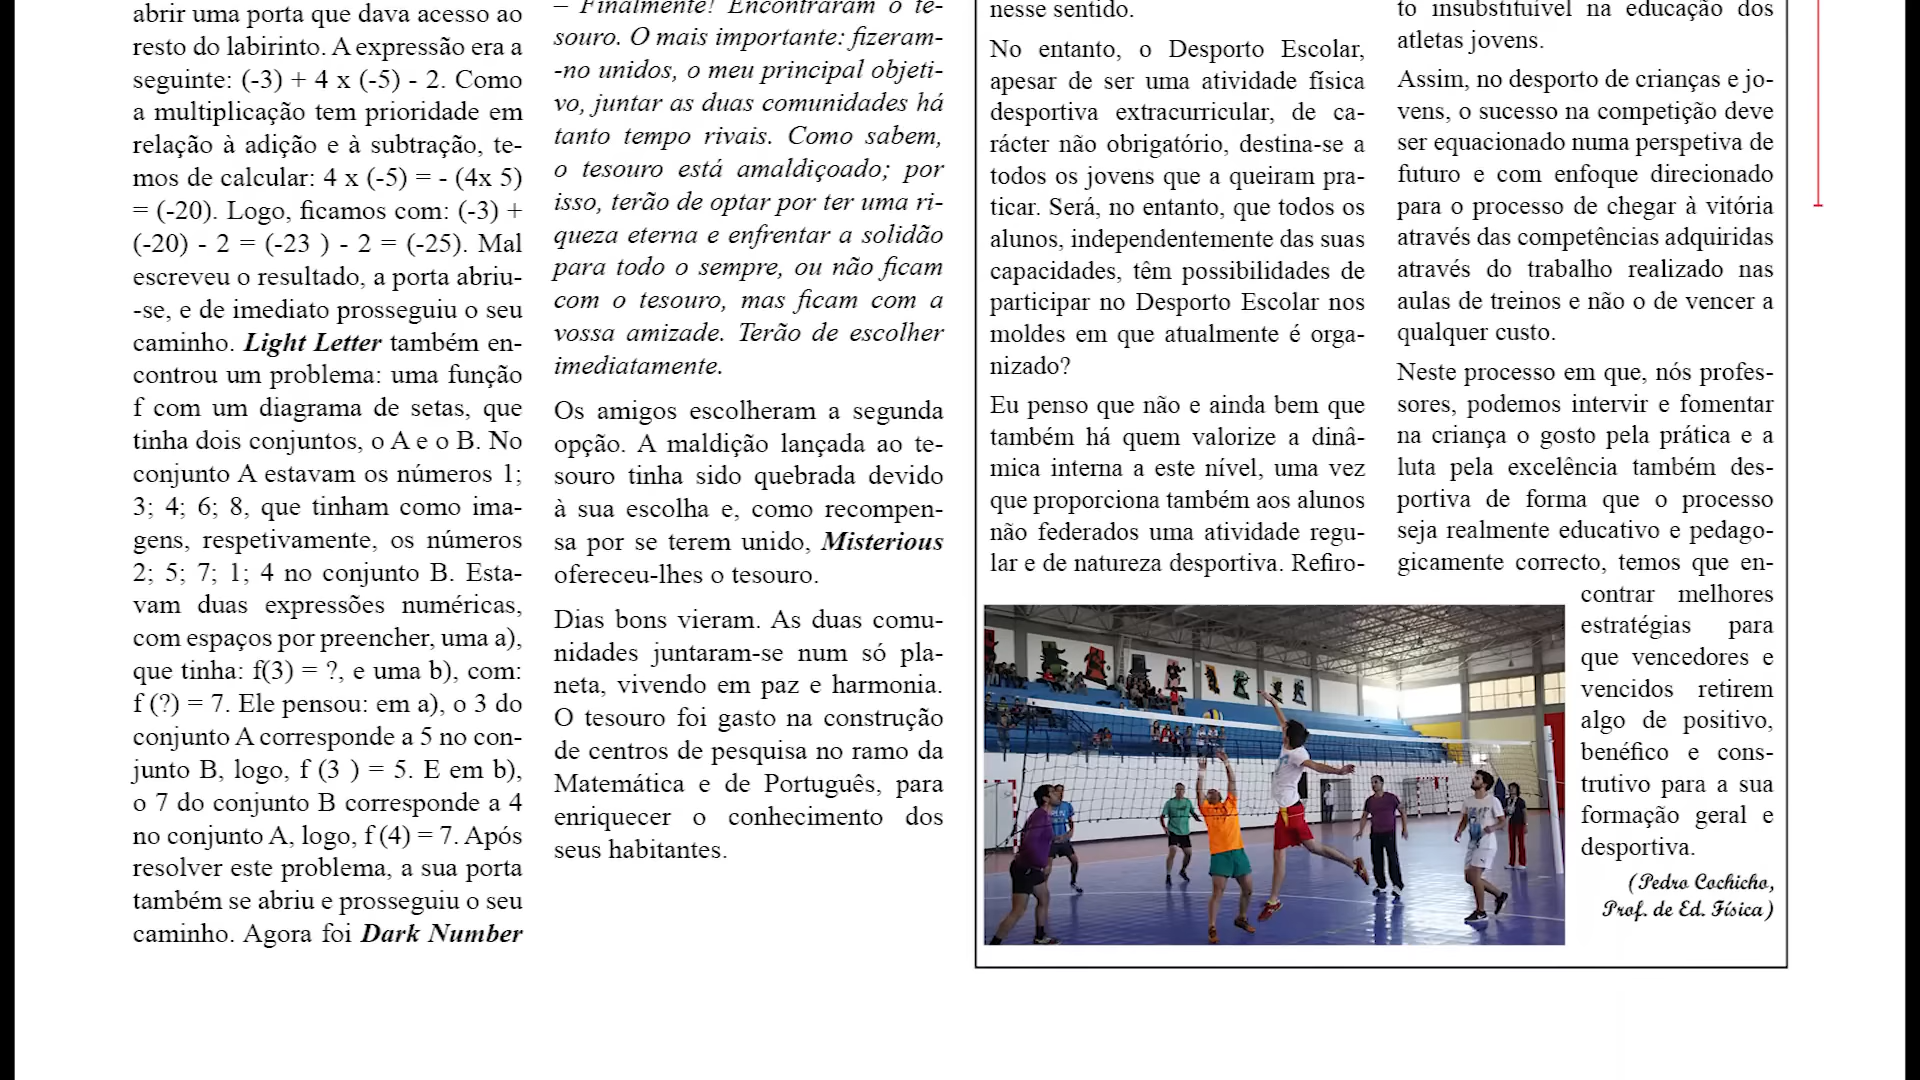 abrir uma porta que dava acesso ao
resto do labirinto. A expressão era a
seguinte: (-3) + 4 x (-5) - 2. Como
a multiplicação tem prioridade em
relação à adição e à subtração, te-
mos de calcular: 4 x (-5) = - (4x 5)
= (-20). Logo, ficamos com: (-3) +
(-20) - 2 = (-23 ) - 2 = (-25). Mal
escreveu o resultado, a porta abriu-
-se, e de imediato prosseguiu o seu
caminho. Light Letter também en-
controu um problema: uma função
f com um diagrama de setas, que
tinha dois conjuntos, o A e o B. No
conjunto A estavam os números 1;
3; 4; 6; 8, que tinham como ima-
gens, respetivamente, os números
2; 5; 7; 1; 4 no conjunto B. Esta-
vam duas expressões numéricas,
com espaços por preencher, uma a),
que tinha: f(3) = ?, e uma b), com:
f (?) = 7. Ele pensou: em a), o 3 do
conjunto A corresponde a 5 no con-
junto B, logo, f (3 ) = 5. E em b),
o 7 do conjunto B corresponde a 4
no conjunto A, logo, f (4) = 7. Após
resolver este problema, a sua porta
também se abriu e prosseguiu o seu
caminho. Agora foi Dark Number
– Finalmente! Encontraram o te-
souro. O mais importante: fizeram-
-no unidos, o meu principal objeti-
vo, juntar as duas comunidades há
tanto tempo rivais. Como sabem,
o tesouro está amaldiçoado; por
isso, terão de optar por ter uma ri-
queza eterna e enfrentar a solidão
para todo o sempre, ou não ficam
com o tesouro, mas ficam com a
vossa amizade. Terão de escolher
imediatamente.
Os amigos escolheram a segunda
opção. A maldição lançada ao te-
souro tinha sido quebrada devido
à sua escolha e, como recompen-
sa por se terem unido, Misterious
ofereceu-lhes o tesouro.
Dias bons vieram. As duas comu-
nidades juntaram-se num só pla-
neta, vivendo em paz e harmonia.
O tesouro foi gasto na construção
de centros de pesquisa no ramo da
Matemática e de Português, para
enriquecer o conhecimento dos
seus habitantes.
nesse sentido.
No entanto, o Desporto Escolar,
apesar de ser uma atividade física
desportiva extracurricular, de ca-
rácter não obrigatório, destina-se a
todos os jovens que a queiram pra-
ticar. Será, no entanto, que todos os
alunos, independentemente das suas
capacidades, têm possibilidades de
participar no Desporto Escolar nos
moldes em que atualmente é orga-
nizado?
Eu penso que não e ainda bem que
também há quem valorize a dinâ-
mica interna a este nível, uma vez
que proporciona também aos alunos
não federados uma atividade regu-
lar e de natureza desportiva. Refiro-
to insubstituível na educação dos
atletas jovens.
Assim, no desporto de crianças e jo-
vens, o sucesso na competição deve
ser equacionado numa perspetiva de
futuro e com enfoque direcionado
para o processo de chegar à vitória
através das competências adquiridas
através do trabalho realizado nas
aulas de treinos e não o de vencer a
qualquer custo.
Neste processo em que, nós profes-
sores, podemos intervir e fomentar
na criança o gosto pela prática e a
luta pela excelência também des-
portiva de forma que o processo
seja realmente educativo e pedago-
gicamente correcto, temos que en-
contrar melhores
estratégias para
que vencedores e
vencidos retirem
algo de positivo,
benéfico e cons-
trutivo para a sua
formação geral e
desportiva.
(Pedro Cochicho,
Prof. de Ed. Física)